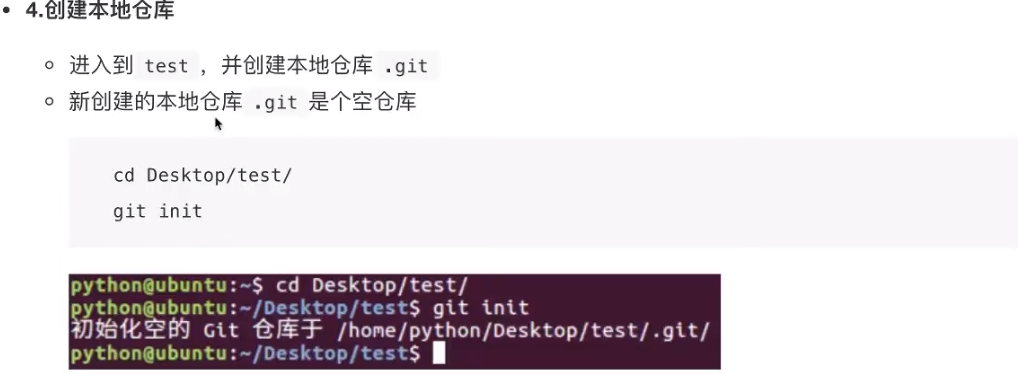 4.创建本地仓库
进入到 test ，并创建本地仓库 .git
新创建的本地仓库 .git 是个空仓库
cd Desktop/test/
git init
python@ubuntu:~$ cd Desktop/test/
python@ubuntu:~/Desktop/test$ git init
初始化空的 Git 仓库于 /home/python/Desktop/test/.git/
python@ubuntu:~/Desktop/test$